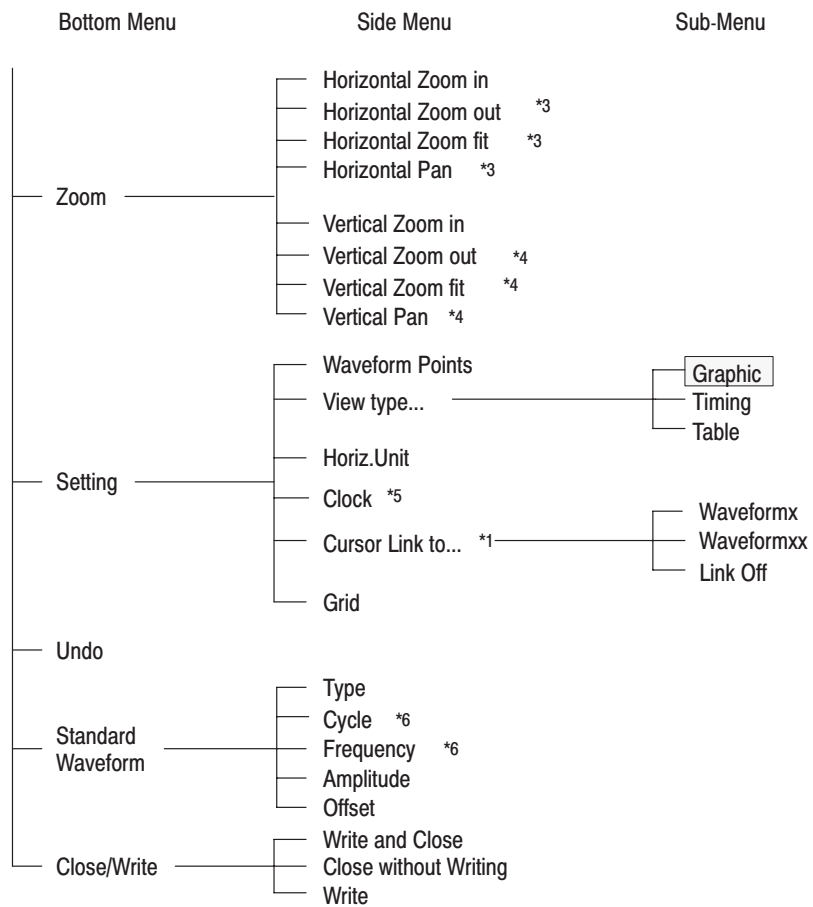 Bottom Menu Side Menu Sub-Menu
Horizontal Zoom in
Horizontal Zoom out *3
Horizontal Zoom fit *3
Horizontal Pan *3
Zoom
Vertical Zoom in
Vertical Zoom out *4
Vertical Zoom fit *4
Vertical Pan *4
Waveform Points
Graphic
View type...
Timing
Table
Horiz.Unit
Setting
Clock *5
Waveformx
Cursor Link to... *1
Waveformxx
Link Off
Grid
Undo
Type
Cycle *6
Standard
Waveform
Frequency *6
Amplitude
Offset
Write and Close
Close/Write
Close without Writing
Write